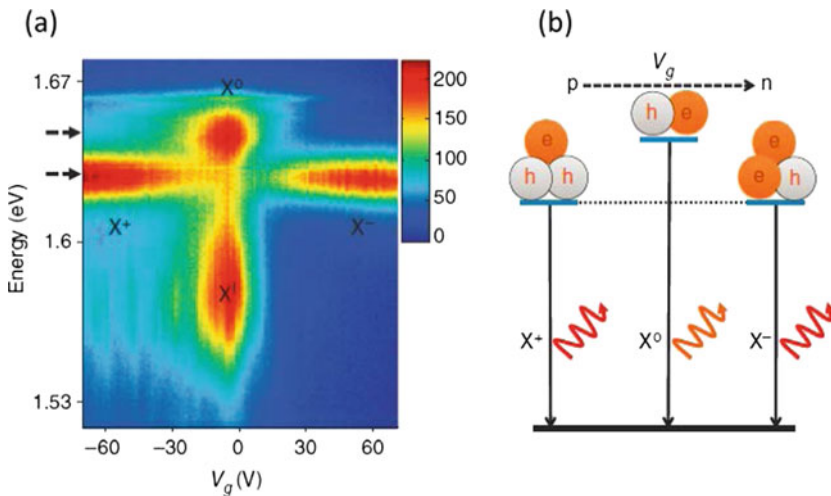 (a)
1.67
1.6
1.53
Energy (eV)
X⁰
X⁺
X⁻
Xᴵ
−60
−30
0
30
60
V_g (V)
200
150
100
50
0
(b)
V_g
p
n
e
h
h
h
e
e
e
h
X⁺
X⁰
X⁻